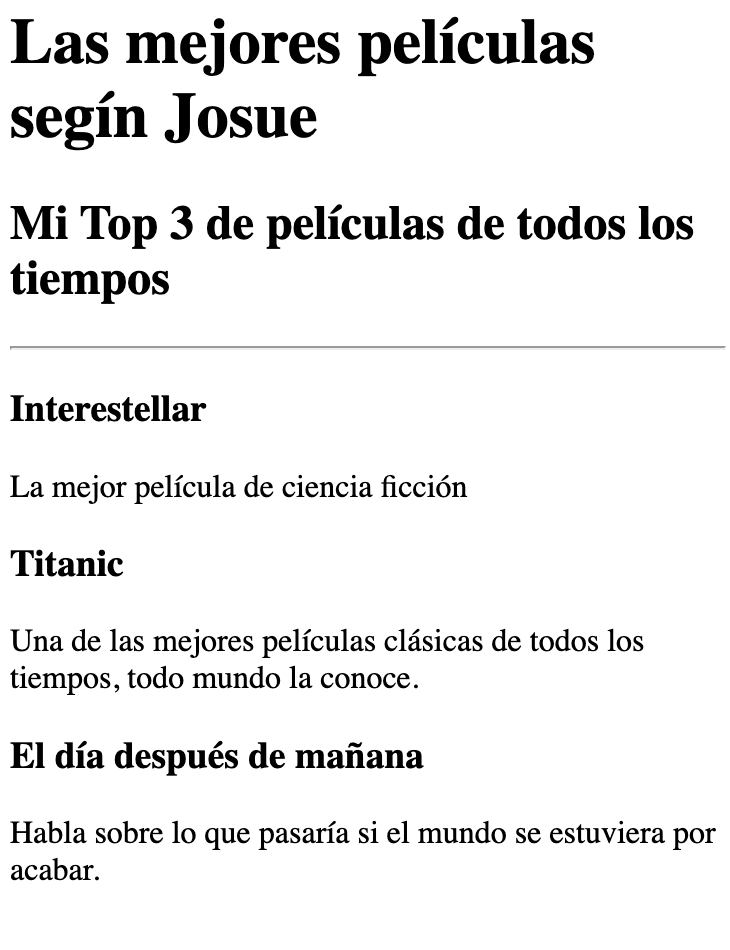 Las mejores películas
segín Josue
Mi Top 3 de películas de todos los
tiempos
Interestellar
La mejor película de ciencia ficción
Titanic
Una de las mejores películas clásicas de todos los
tiempos, todo mundo la conoce.
El día después de mañana
Habla sobre lo que pasaría si el mundo se estuviera por
acabar.